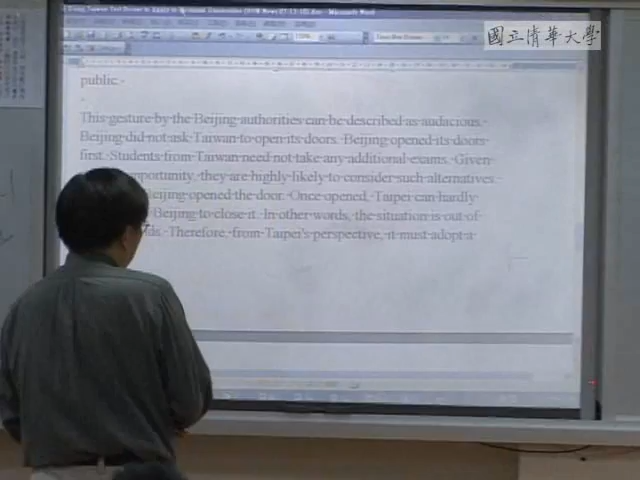 國立清華大學
Microsoft Word
public.
This gesture by the Beijing authorities can be described as audacious.
Beijing did not ask Taiwan to open its doors. Beijing opened its doors
first. Students from Taiwan need not take any additional exams. Given
opportunity, they are highly likely to consider such alternatives.
Beijing opened the door. Once opened, Taipei can hardly
Beijing to close it. In other words, the situation is out of
Therefore, from Taipei's perspective, it must adopt a